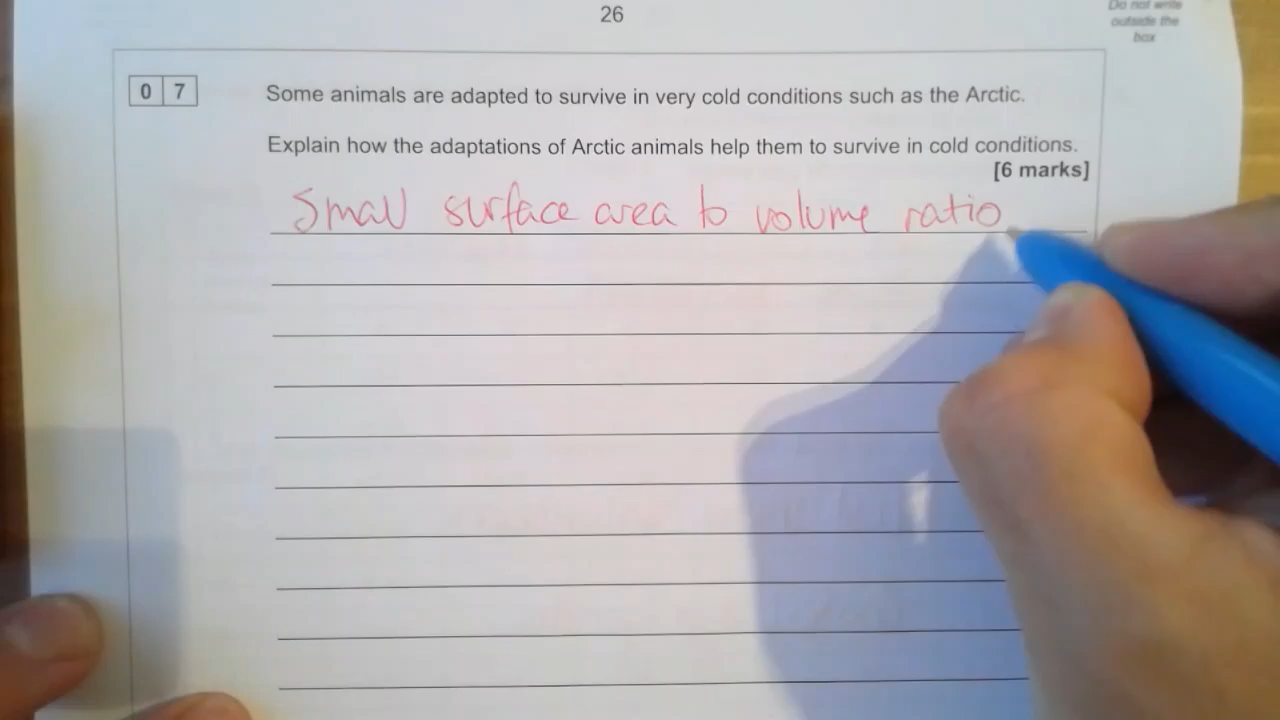 26
Do not write
outside the
box
0 7
Some animals are adapted to survive in very cold conditions such as the Arctic.
Explain how the adaptations of Arctic animals help them to survive in cold conditions.
[6 marks]
Small surface area to volume ratio